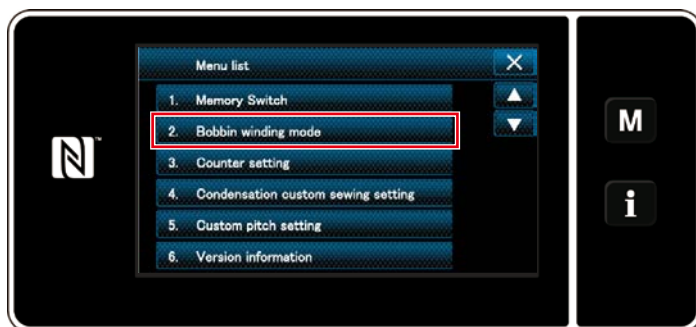 Menu list
1. Memory Switch
2. Bobbin winding mode
3. Counter setting
4. Condensation custom sewing setting
5. Custom pitch setting
6. Version information
M
i